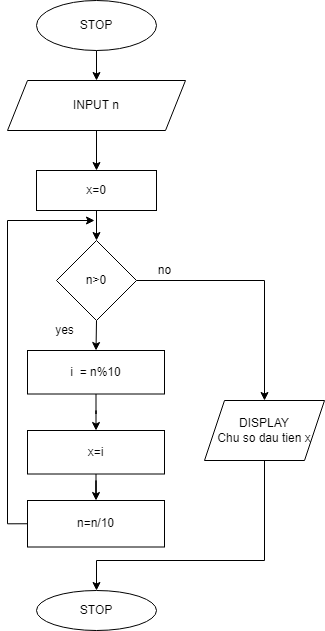 STOP
INPUT n
x=0
n>0
no
yes
i = n%10
DISPLAY
Chu so dau tien x
x=i
n=n/10
STOP